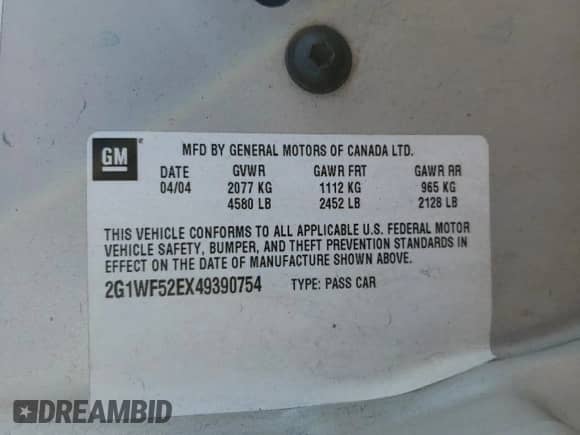 GM
MFD BY GENERAL MOTORS OF CANADA LTD.
DATE GVWR GAWR FRT GAWR RR
04/04 2077 KG 1112 KG 965 KG
4580 LB 2452 LB 2128 LB
THIS VEHICLE CONFORMS TO ALL APPLICABLE U.S. FEDERAL MOTOR
VEHICLE SAFETY, BUMPER, AND THEFT PREVENTION STANDARDS IN
EFFECT ON THE DATE OF MANUFACTURE SHOWN ABOVE.
2G1WF52EX49390754 TYPE: PASS CAR
DREAMBID